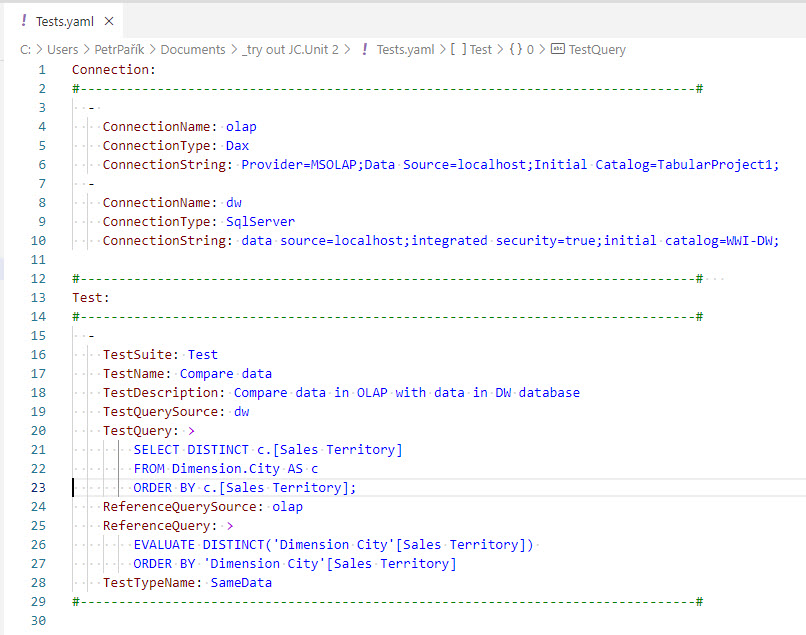 ! Tests.yaml ×
C: > Users > PetrPařík > Documents > _try out JC.Unit 2 > ! Tests.yaml > [ ] Test > { } 0 > abc TestQuery
1 Connection:
2 #--------------------------------------------------------------------------------#
3 -
4 ConnectionName: olap
5 ConnectionType: Dax
6 ConnectionString: Provider=MSOLAP;Data Source=localhost;Initial Catalog=TabularProject1;
7 -
8 ConnectionName: dw
9 ConnectionType: SqlServer
10 ConnectionString: data source=localhost;integrated security=true;initial catalog=WWI-DW;
11
12 #--------------------------------------------------------------------------------#
13 Test:
14 #--------------------------------------------------------------------------------#
15 -
16 TestSuite: Test
17 TestName: Compare data
18 TestDescription: Compare data in OLAP with data in DW database
19 TestQuerySource: dw
20 TestQuery: >
21 SELECT DISTINCT c.[Sales Territory]
22 FROM Dimension.City AS c
23 ORDER BY c.[Sales Territory];
24 ReferenceQuerySource: olap
25 ReferenceQuery: >
26 EVALUATE DISTINCT('Dimension City'[Sales Territory])
27 ORDER BY 'Dimension City'[Sales Territory]
28 TestTypeName: SameData
29 #--------------------------------------------------------------------------------#
30